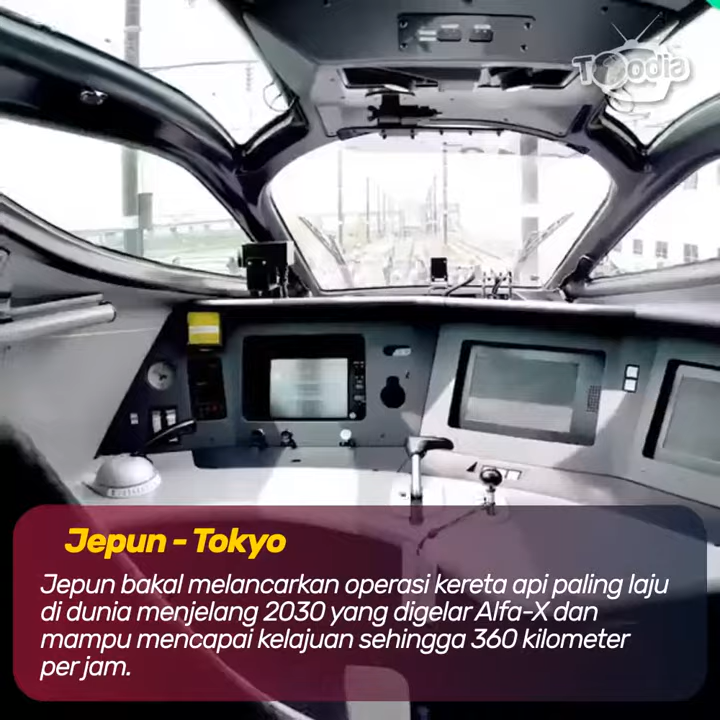 Toodia
Jepun - Tokyo
Jepun bakal melancarkan operasi kereta api paling laju
di dunia menjelang 2030 yang digelar Alfa-X dan
mampu mencapai kelajuan sehingga 360 kilometer
per jam.